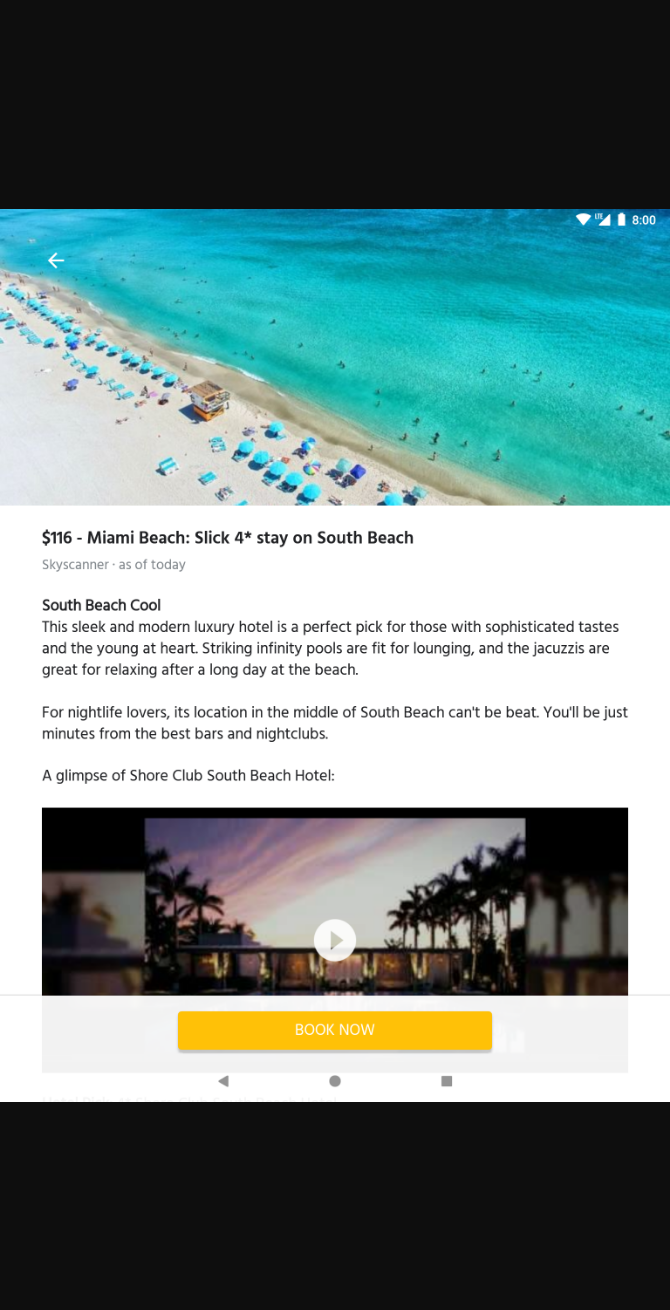 LTE 8:00
$116 - Miami Beach: Slick 4* stay on South Beach
Skyscanner · as of today
South Beach Cool
This sleek and modern luxury hotel is a perfect pick for those with sophisticated tastes
and the young at heart. Striking infinity pools are fit for lounging, and the jacuzzis are
great for relaxing after a long day at the beach.
For nightlife lovers, its location in the middle of South Beach can't be beat. You'll be just
minutes from the best bars and nightclubs.
A glimpse of Shore Club South Beach Hotel:
BOOK NOW